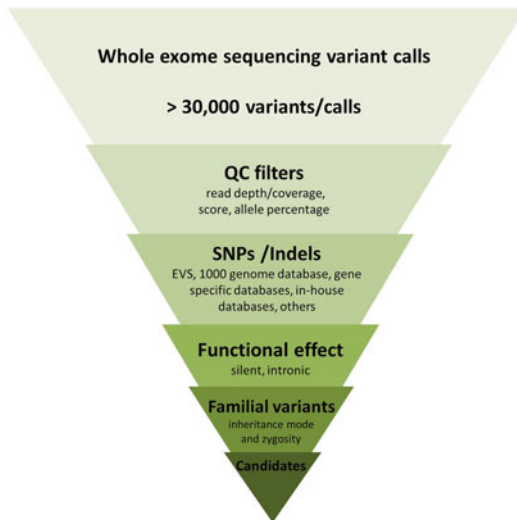 Whole exome sequencing variant calls
> 30,000 variants/calls
QC filters
read depth/coverage,
score, allele percentage
SNPs /Indels
EVS, 1000 genome database, gene
specific databases, in-house
databases, others
Functional effect
silent, intronic
Familial variants
inheritance mode
and zygosity
Candidates